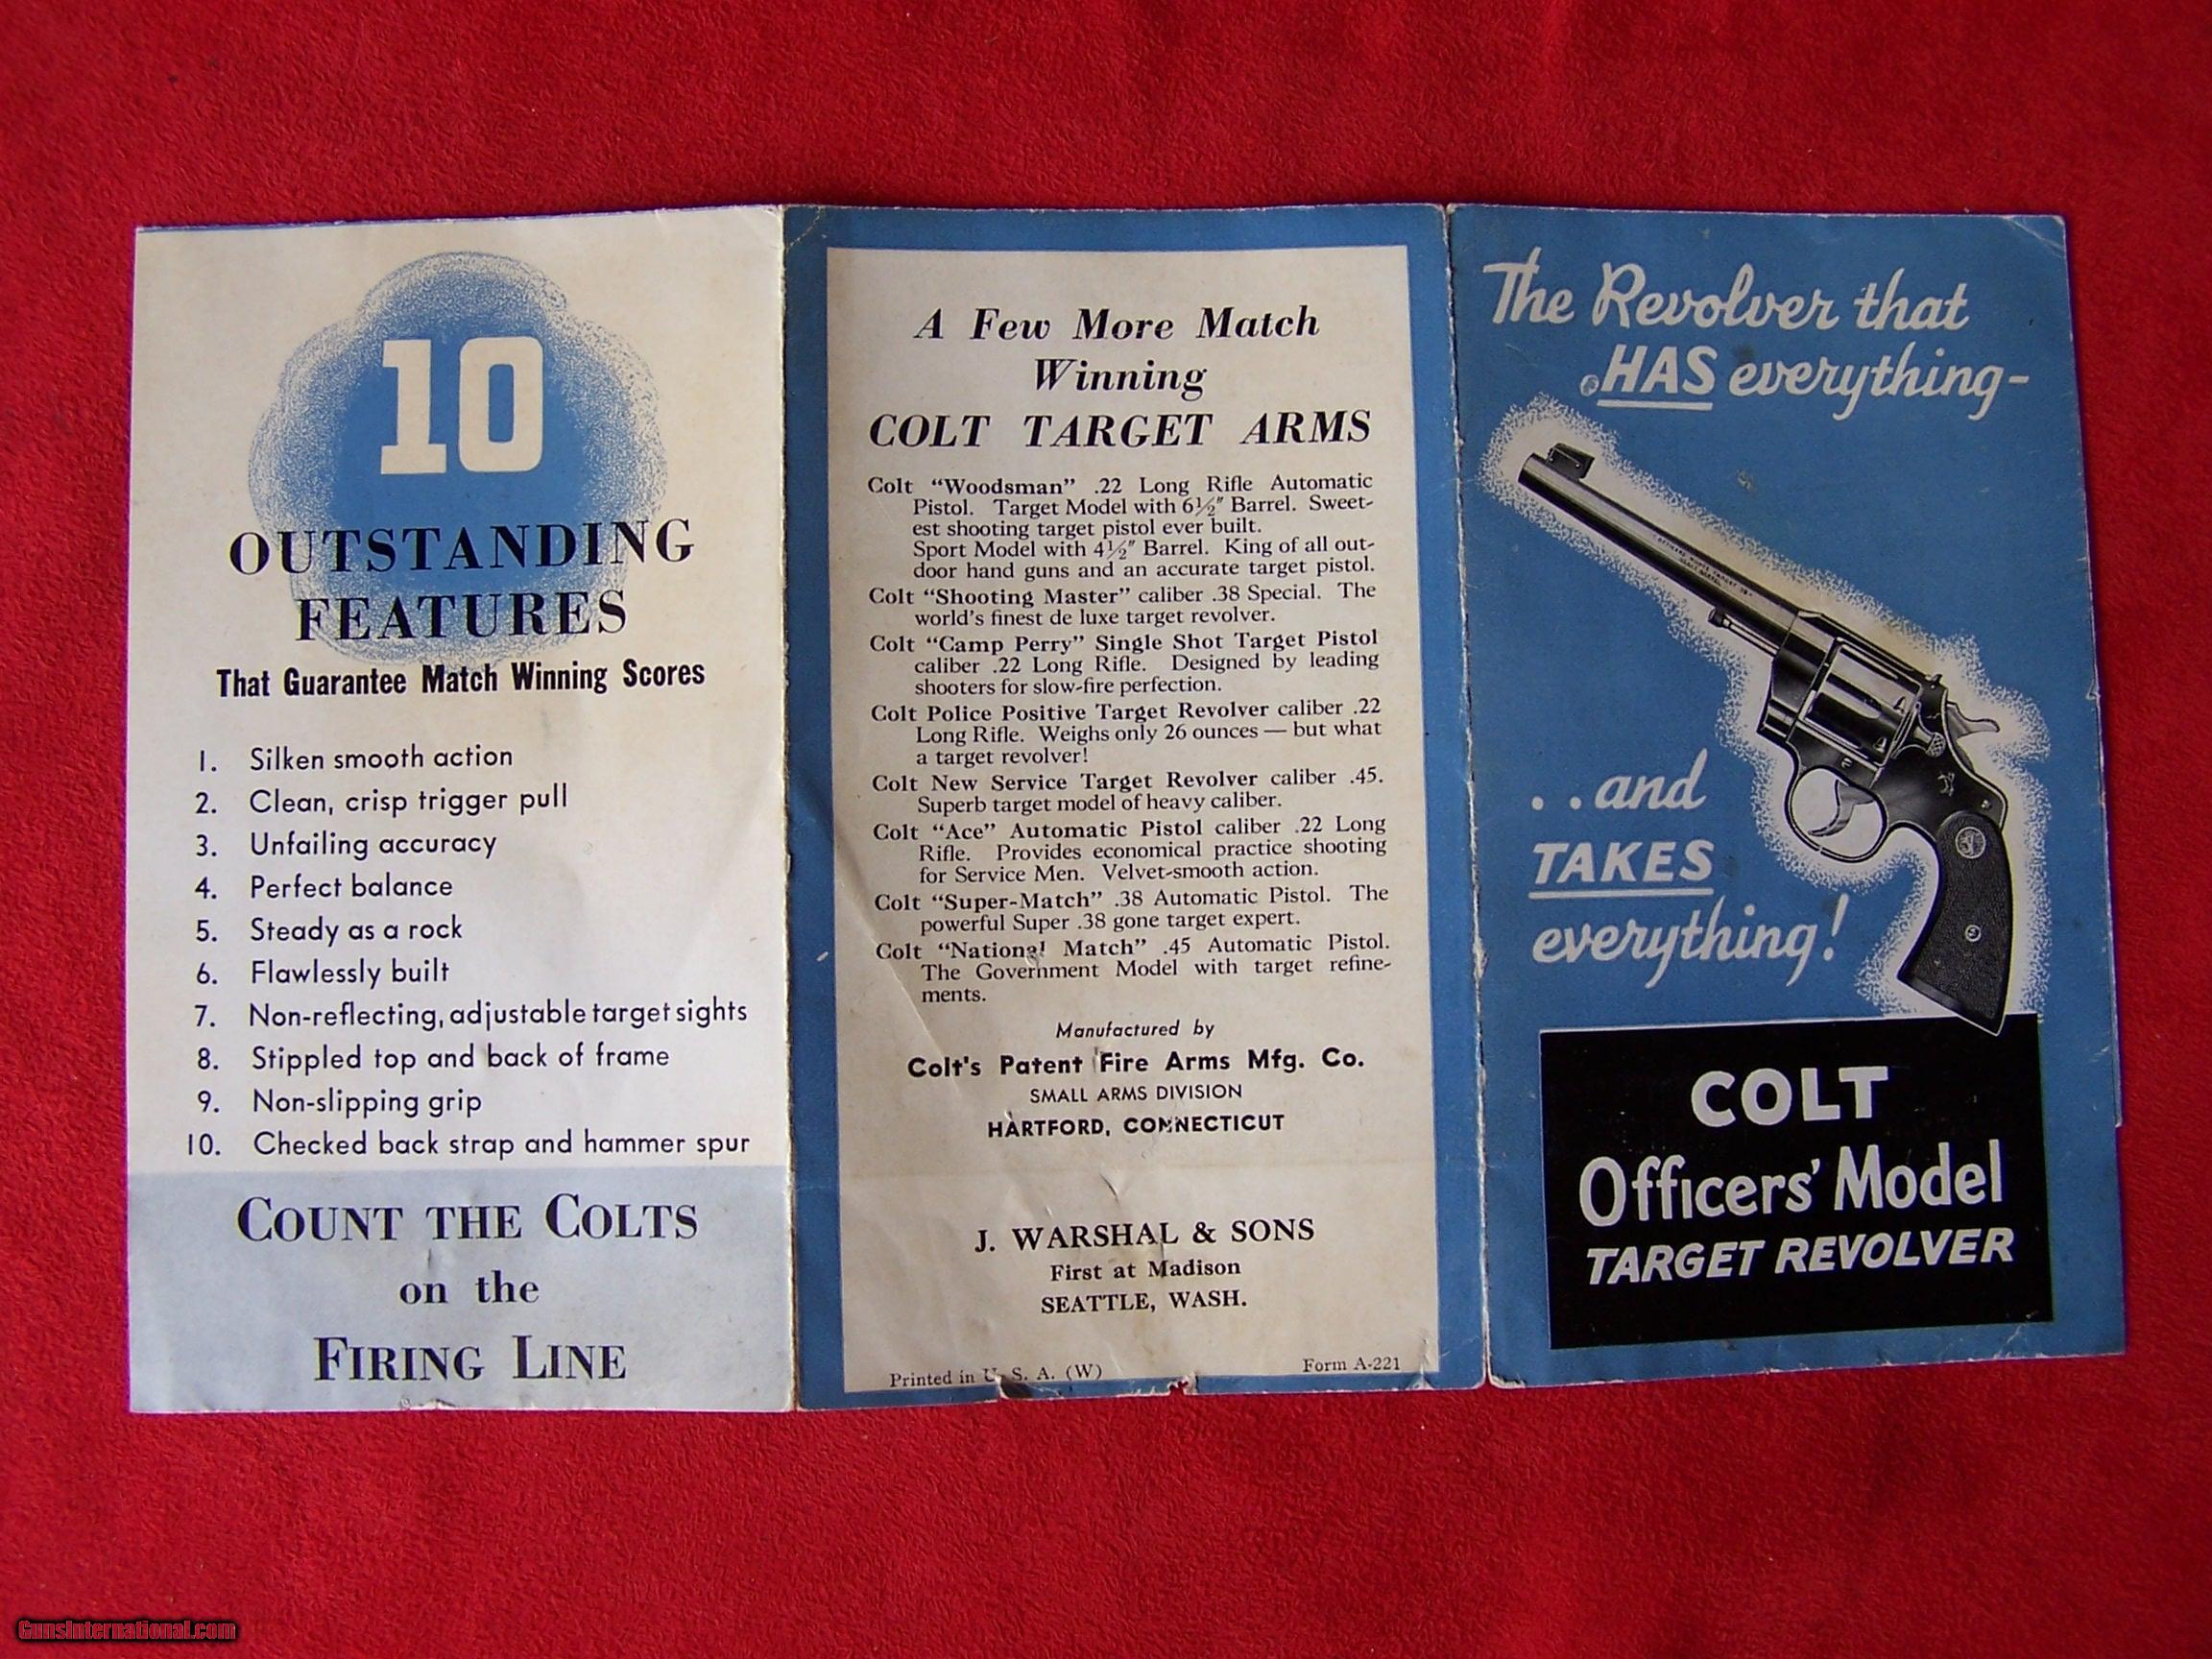 10
OUTSTANDING
FEATURES
That Guarantee Match Winning Scores
1. Silken smooth action
2. Clean, crisp trigger pull
3. Unfailing accuracy
4. Perfect balance
5. Steady as a rock
6. Flawlessly built
7. Non-reflecting, adjustable target sights
8. Stippled top and back of frame
9. Non-slipping grip
10. Checked back strap and hammer spur
COUNT THE COLTS
on the
FIRING LINE
A Few More Match
Winning
COLT TARGET ARMS
Colt "Woodsman" .22 Long Rifle Automatic
Pistol. Target Model with 6½" Barrel. Sweet-
est shooting target pistol ever built.
Sport Model with 4½" Barrel. King of all out-
door hand guns and an accurate target pistol.
Colt "Shooting Master" caliber .38 Special. The
world's finest de luxe target revolver.
Colt "Camp Perry" Single Shot Target Pistol
caliber .22 Long Rifle. Designed by leading
shooters for slow-fire perfection.
Colt Police Positive Target Revolver caliber .22
Long Rifle. Weighs only 26 ounces — but what
a target revolver!
Colt New Service Target Revolver caliber .45.
Superb target model of heavy caliber.
Colt "Ace" Automatic Pistol caliber .22 Long
Rifle. Provides economical practice shooting
for Service Men. Velvet-smooth action.
Colt "Super-Match" .38 Automatic Pistol. The
powerful Super .38 gone target expert.
Colt "National Match" .45 Automatic Pistol.
The Government Model with target refine-
ments.
Manufactured by
Colt's Patent Fire Arms Mfg. Co.
SMALL ARMS DIVISION
HARTFORD, CONNECTICUT
J. WARSHAL & SONS
First at Madison
SEATTLE, WASH.
Printed in U. S. A. (W)
Form A-221
The Revolver that
HAS everything-
..and
TAKES
everything!
COLT
Officers' Model
TARGET REVOLVER
GunsInternational.com